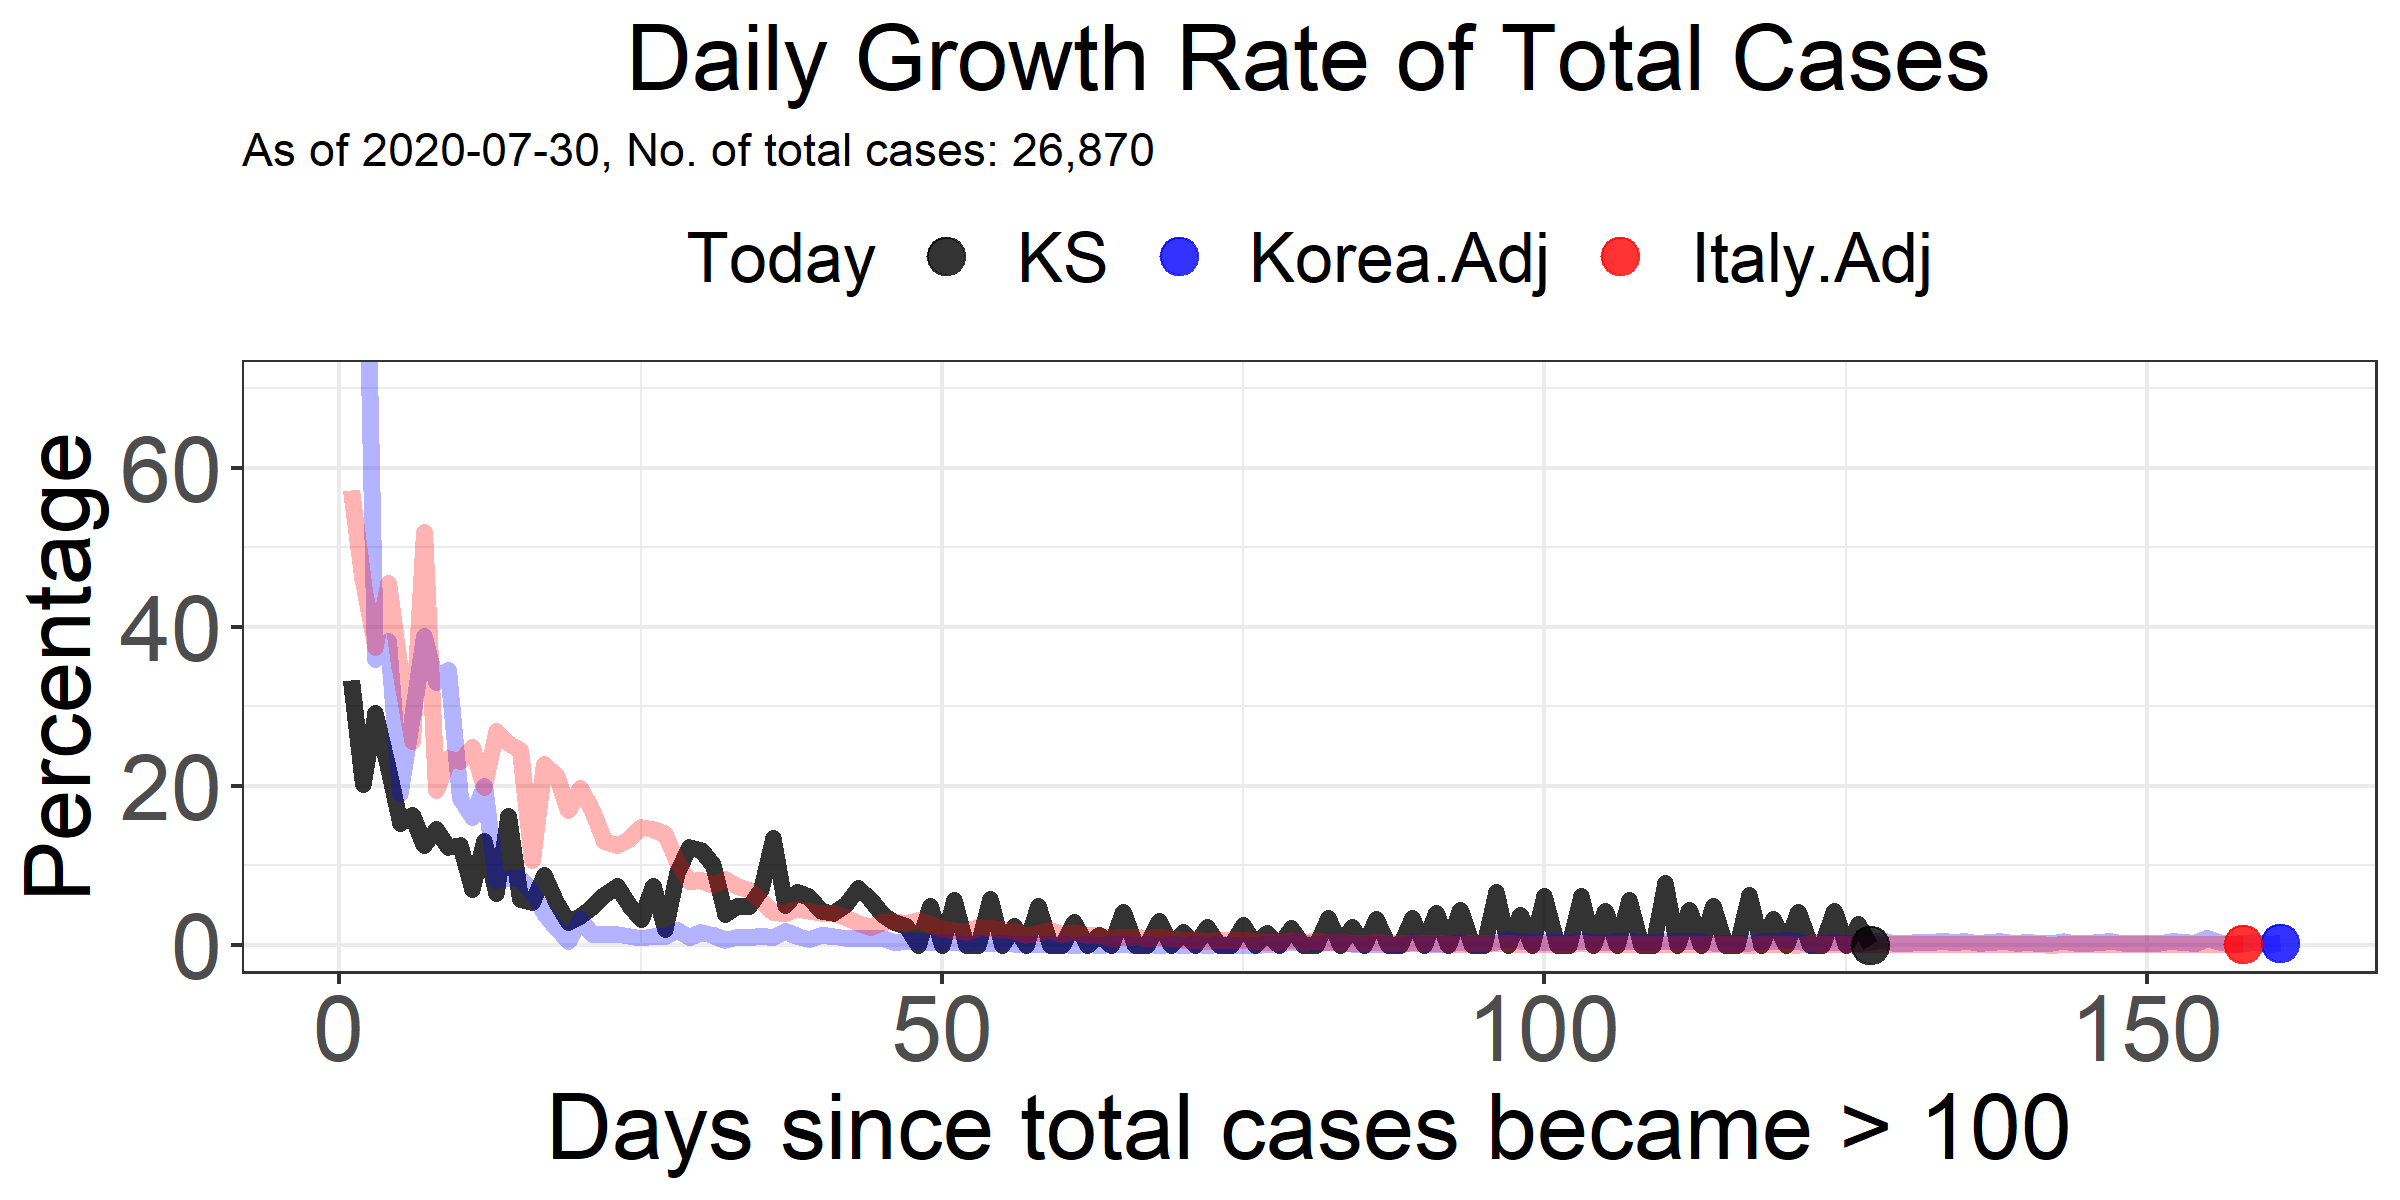 Daily Growth Rate of Total Cases
As of 2020-07-30, No. of total cases: 26,870
Today KS Korea.Adj Italy.Adj
Percentage
60
40
20
0
0 50 100 150
Days since total cases became > 100